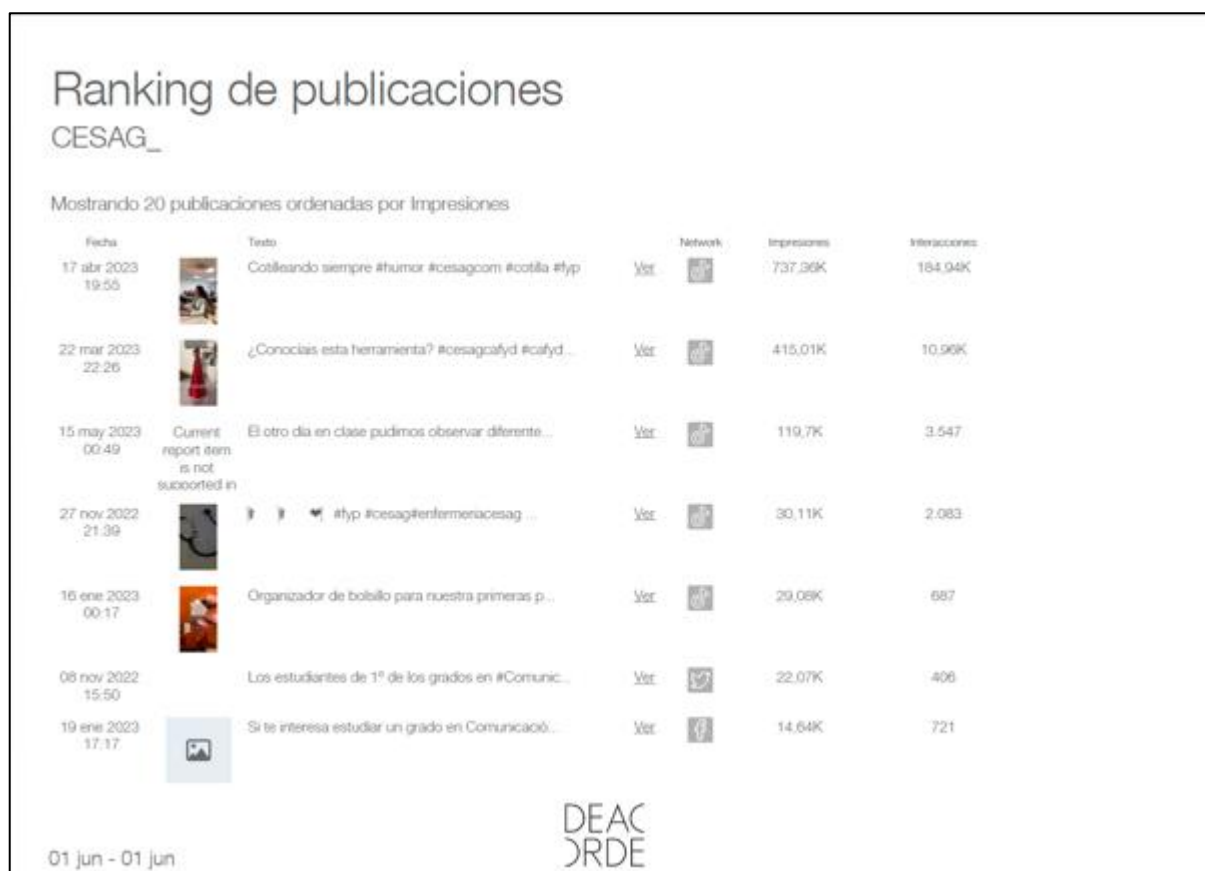 Ranking de publicaciones
CESAG_
Mostrando 20 publicaciones ordenadas por Impresiones
Fecha Texto Network Impresiones Interacciones
17 abr 2023 19:55 Cotilleando siempre #humor #cesagcom #cotilla #fyp Ver 737,36K 184,94K
22 mar 2023 22:26 ¿Conocíais esta herramienta? #cesagcafyd #cafyd... Ver 415,01K 10,96K
15 may 2023 00:49 Current report item is not supported in El otro día en clase pudimos observar diferente... Ver 119,7K 3.547
27 nov 2022 21:39 #fyp #cesag#enfermeriacesag ... Ver 30,11K 2.083
16 ene 2023 00:17 Organizador de bolsillo para nuestra primeras p... Ver 29,08K 687
08 nov 2022 15:50 Los estudiantes de 1º de los grados en #Comunic... Ver 22,07K 406
19 ene 2023 17:17 Si te interesa estudiar un grado en Comunicació... Ver 14,64K 721
DEAC
ORDE
01 jun - 01 jun